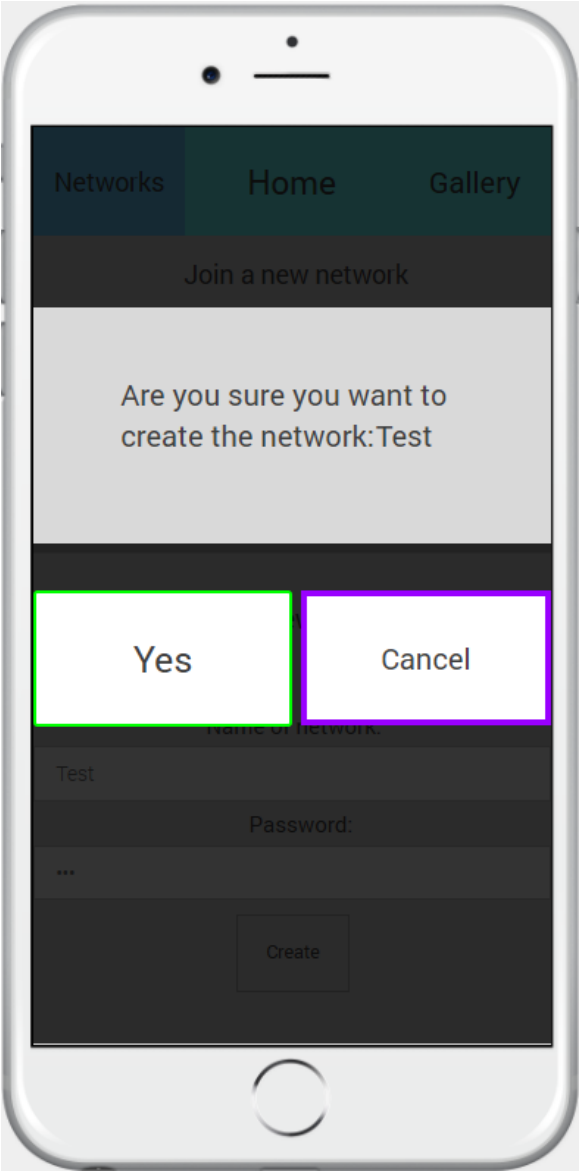 Networks Home Gallery
Join a new network
Are you sure you want to
create the network:Test
Yes Cancel
Name of network:
Test
Password:
•••
Create